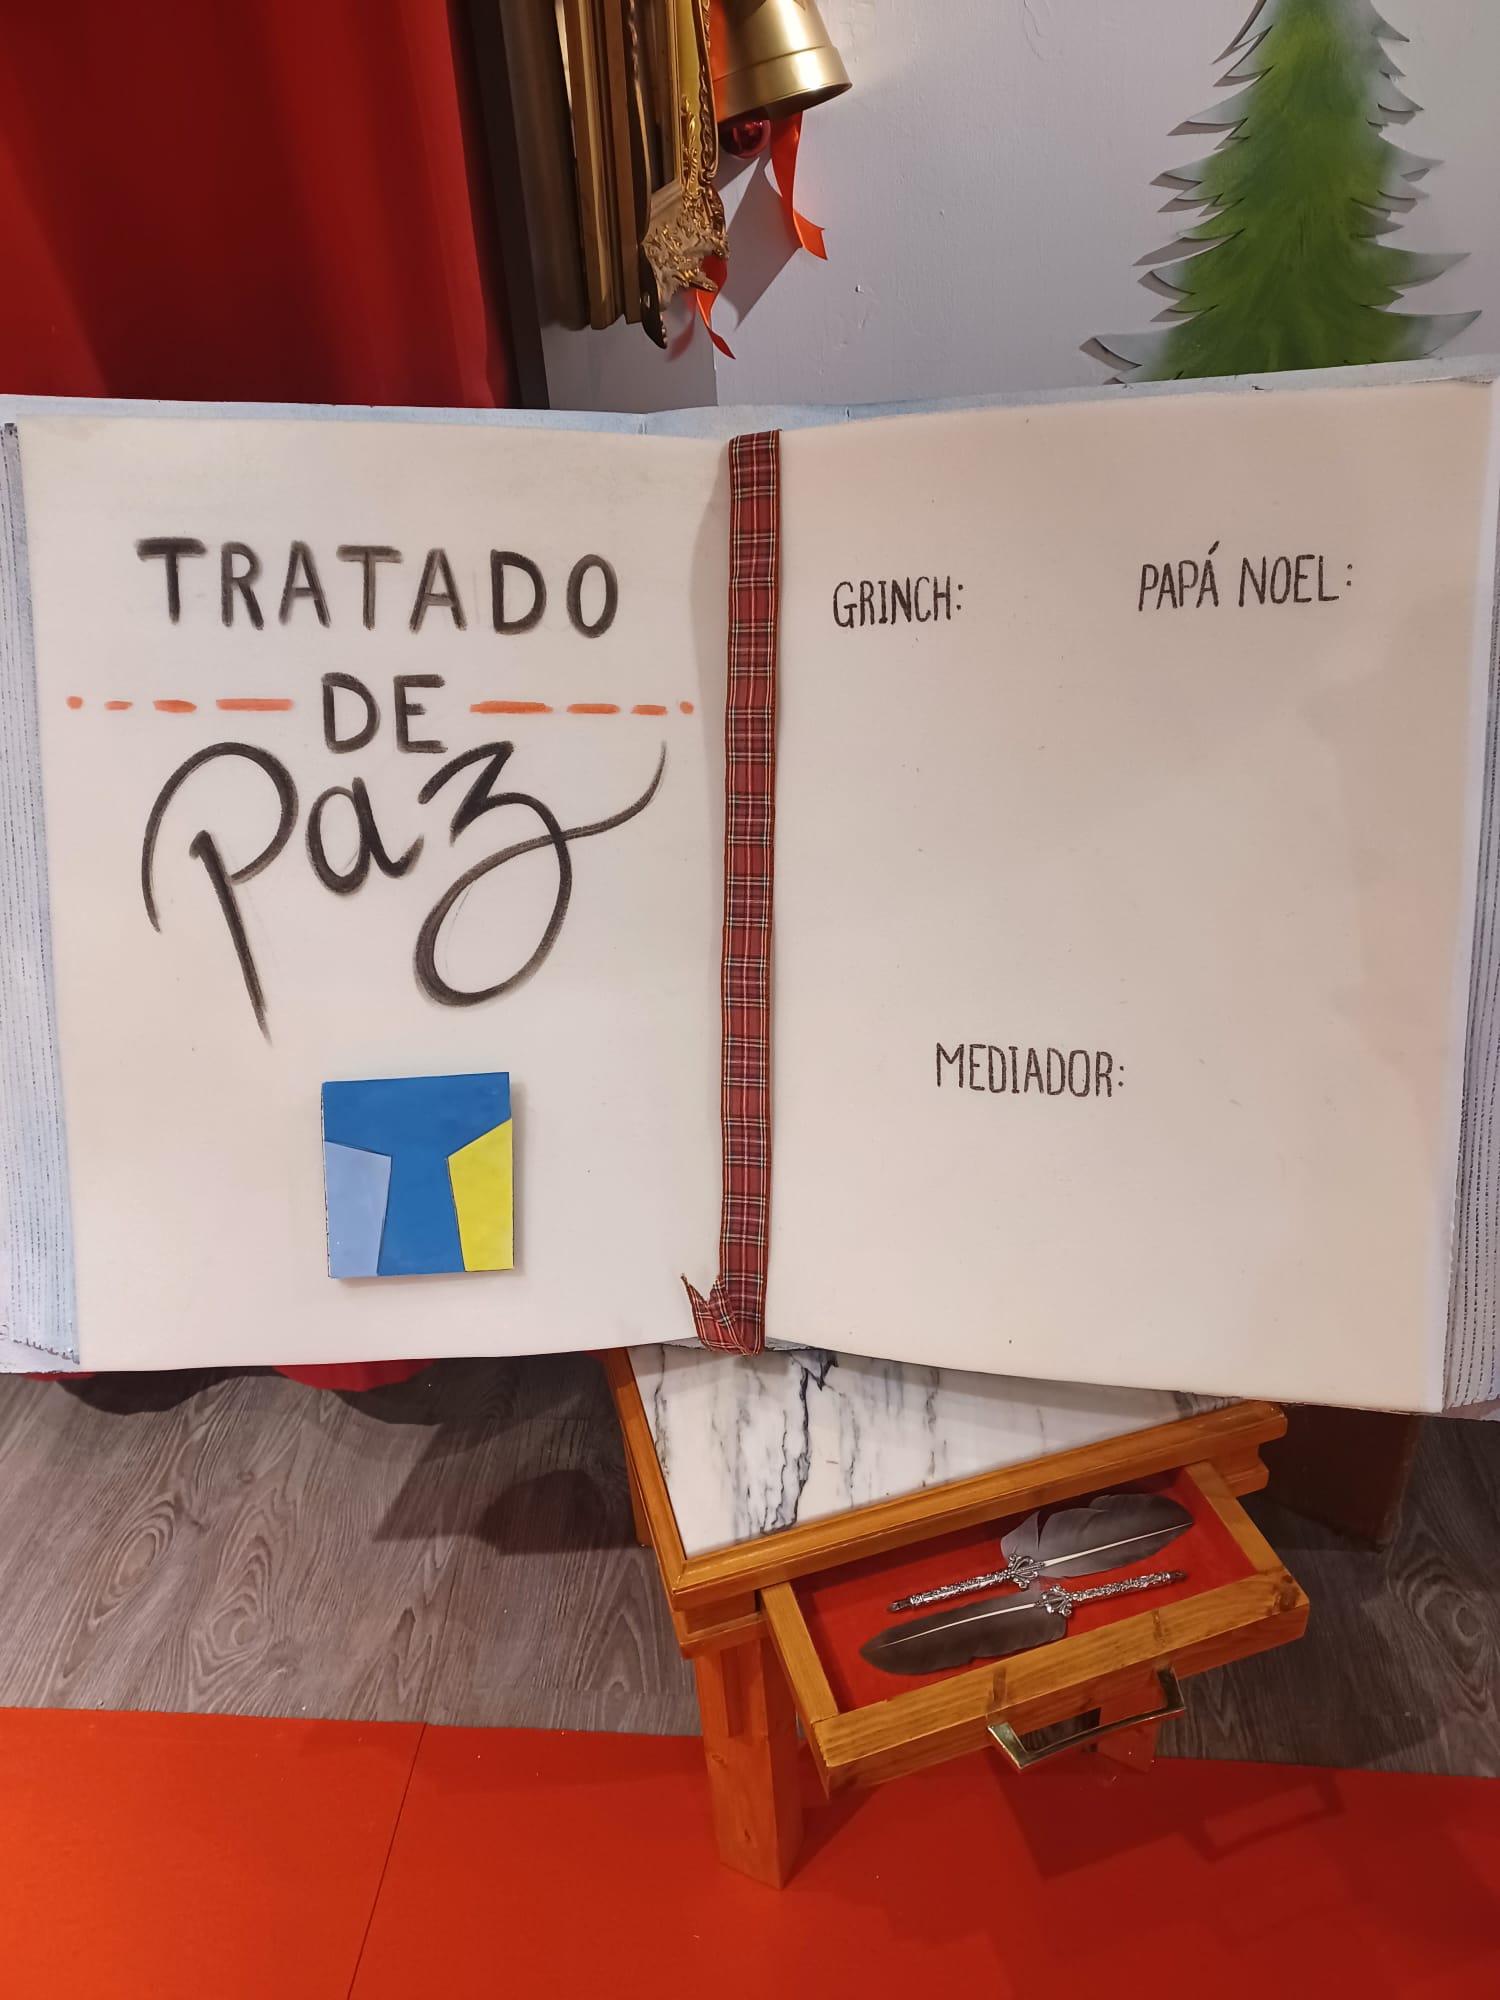 TRATADO
DE
Paz
GRINCH:
PAPÁ NOEL:
MEDIADOR: